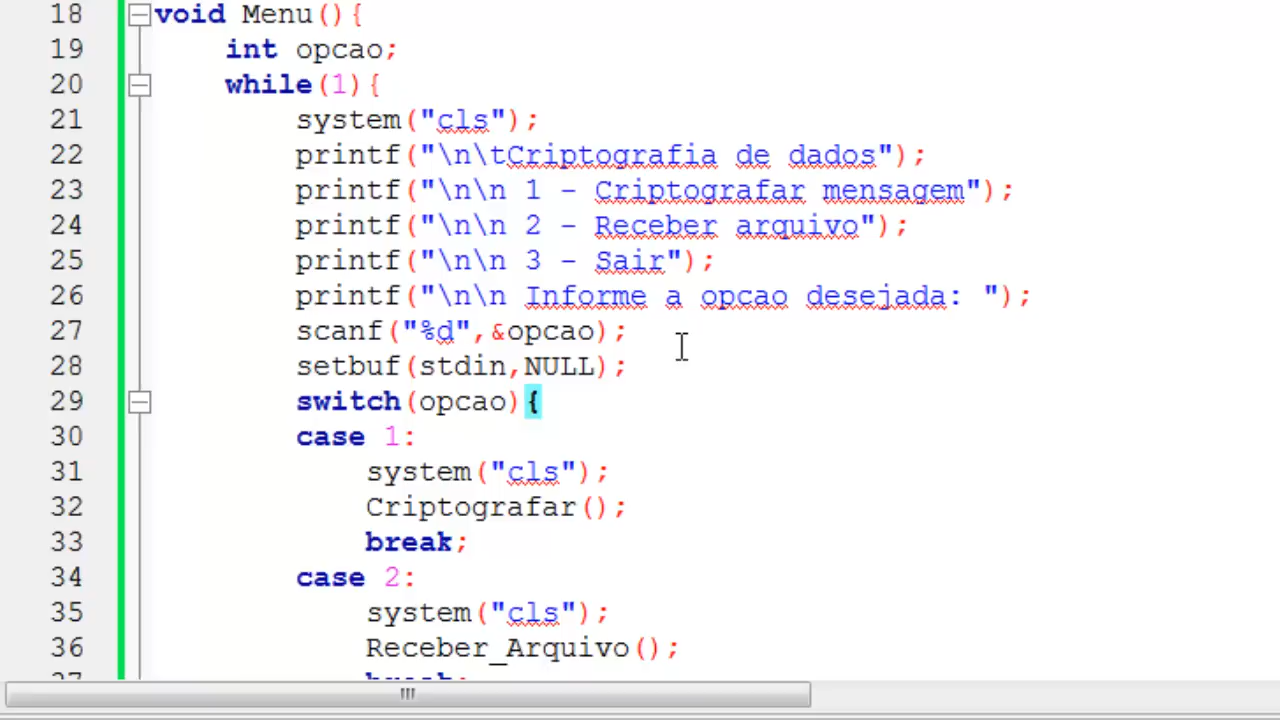 18 void Menu(){
19 int opcao;
20 while(1){
21 system("cls");
22 printf("\n\tCriptografia de dados");
23 printf("\n\n 1 - Criptografar mensagem");
24 printf("\n\n 2 - Receber arquivo");
25 printf("\n\n 3 - Sair");
26 printf("\n\n Informe a opcao desejada: ");
27 scanf("%d",&opcao);
28 setbuf(stdin,NULL);
29 switch(opcao){
30 case 1:
31 system("cls");
32 Criptografar();
33 break;
34 case 2:
35 system("cls");
36 Receber_Arquivo();
37 break;